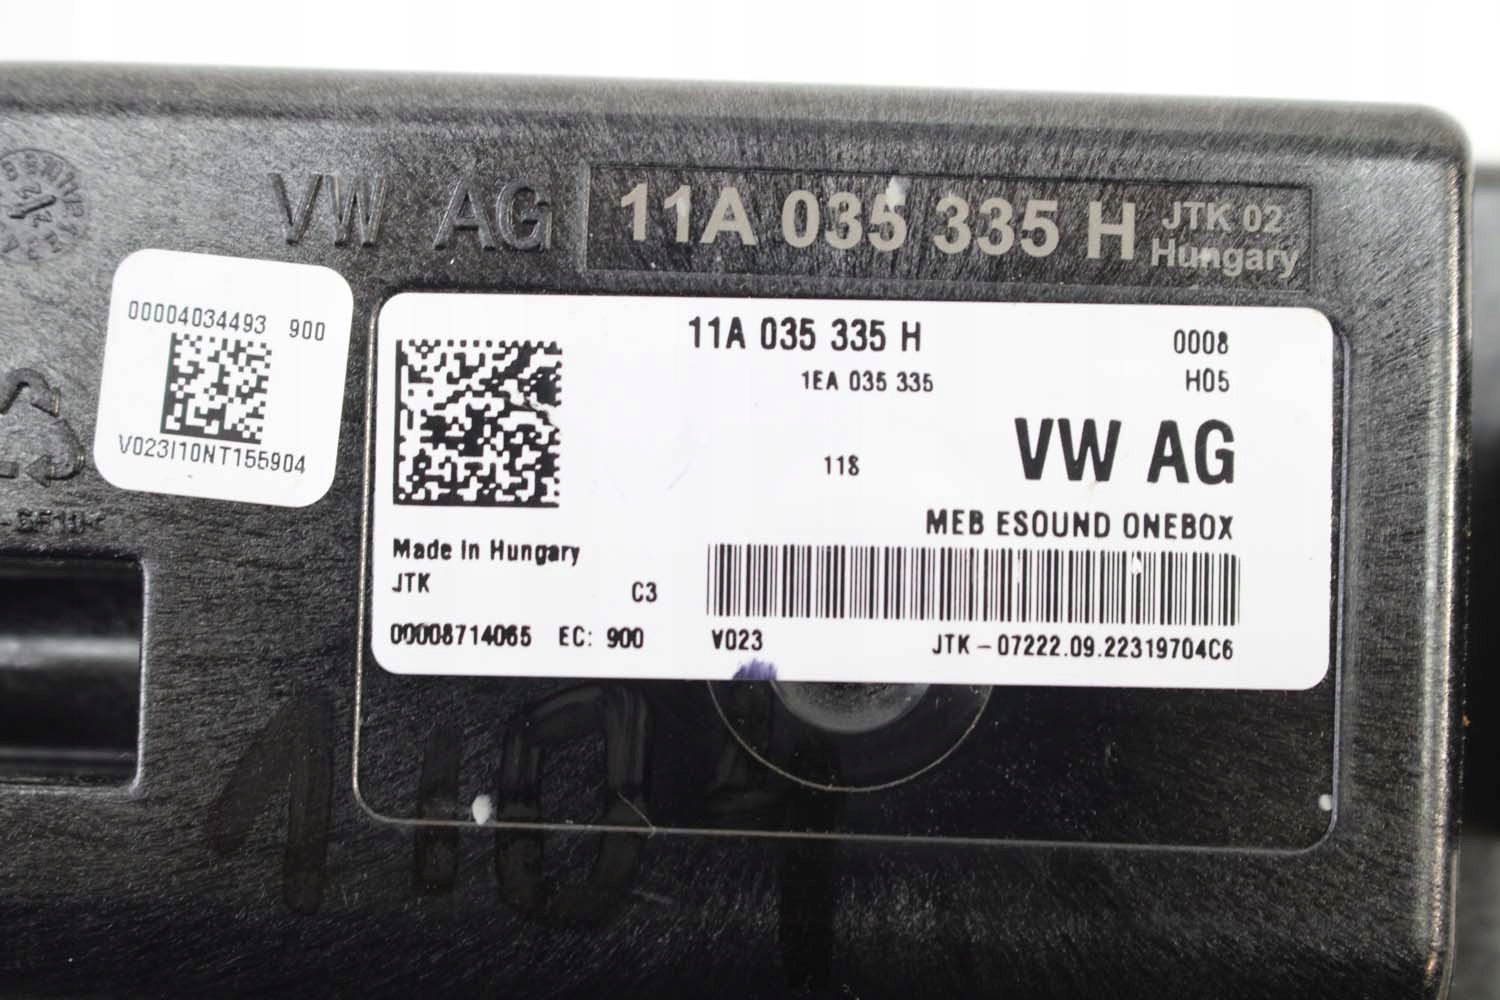 VW AG
11A 035 335 H
JTK 02
Hungary
00004034493 900
V023I10NT155904
11A 035 335 H
0008
1EA 035 335
H05
118
VW AG
MEB ESOUND ONEBOX
Made in Hungary
JTK
C3
00008714065 EC: 900
V023
JTK - 07222.09.22319704C6